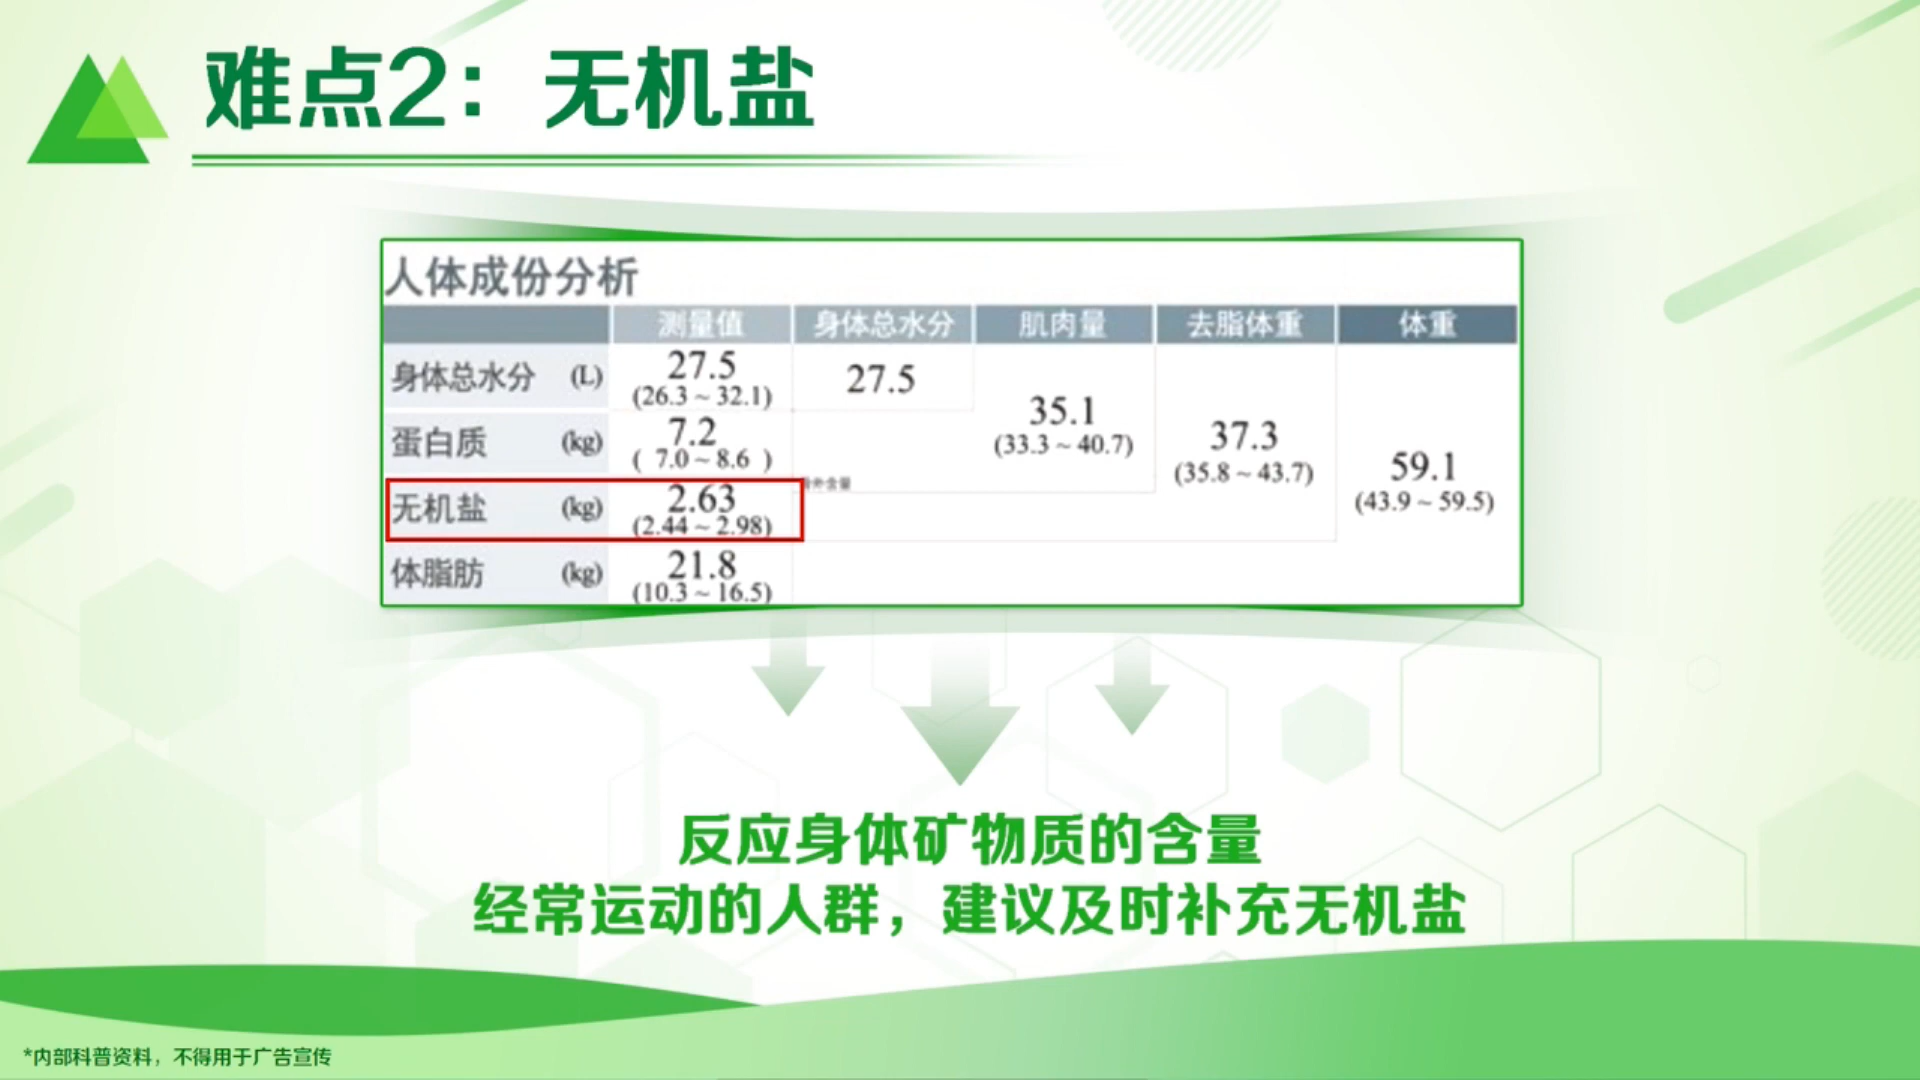 难点2：无机盐
人体成份分析
测量值 身体总水分 肌肉量 去脂体重 体重
身体总水分 (L) 27.5 (26.3 ~ 32.1) 27.5
35.1 (33.3 ~ 40.7)
37.3 (35.8 ~ 43.7)
59.1 (43.9 ~ 59.5)
蛋白质 (kg) 7.2 ( 7.0 ~ 8.6 )
外含量
无机盐 (kg) 2.63 (2.44 ~ 2.98)
体脂肪 (kg) 21.8 (10.3 ~ 16.5)
反应身体矿物质的含量
经常运动的人群，建议及时补充无机盐
*内部科普资料，不得用于广告宣传